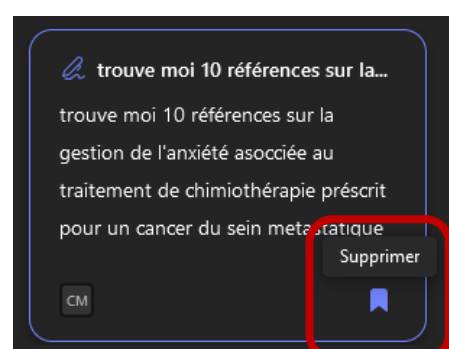 trouve moi 10 références sur la...
trouve moi 10 références sur la
gestion de l'anxiété asocciée au
traitement de chimiothérapie préscrit
pour un cancer du sein metastatique
Supprimer
CM